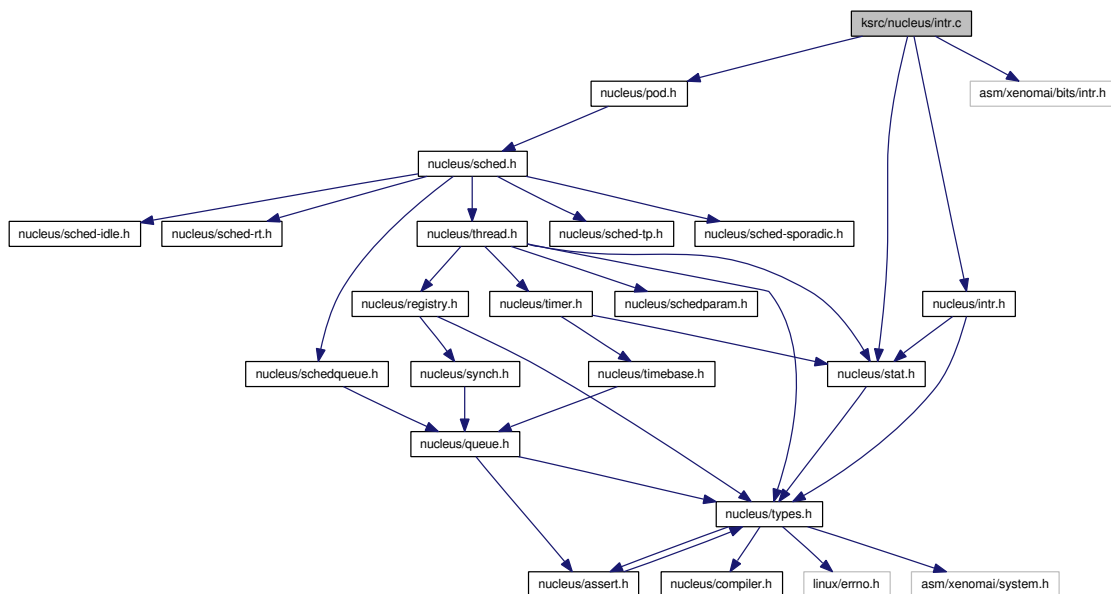 ksrc/nucleus/intr.c
nucleus/pod.h
asm/xenomai/bits/intr.h
nucleus/sched.h
nucleus/sched-idle.h
nucleus/sched-rt.h
nucleus/thread.h
nucleus/sched-tp.h
nucleus/sched-sporadic.h
nucleus/registry.h
nucleus/timer.h
nucleus/schedparam.h
nucleus/intr.h
nucleus/schedqueue.h
nucleus/synch.h
nucleus/timebase.h
nucleus/stat.h
nucleus/queue.h
nucleus/types.h
nucleus/assert.h
nucleus/compiler.h
linux/errno.h
asm/xenomai/system.h